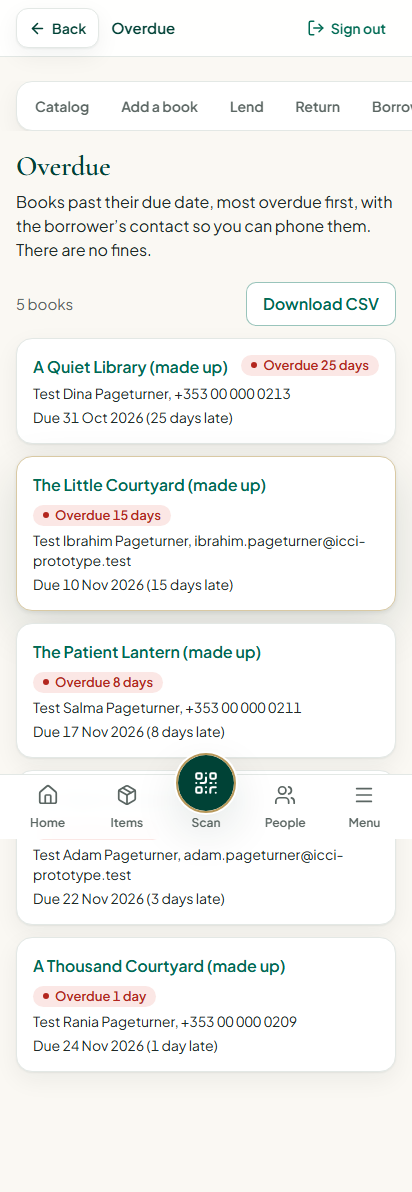 Back
Overdue
Sign out
Catalog
Add a book
Lend
Return
Borro
Overdue
Books past their due date, most overdue first, with
the borrower's contact so you can phone them.
There are no fines.
5 books
Download CSV
A Quiet Library (made up)
Overdue 25 days
Test Dina Pageturner, +353 00 000 0213
Due 31 Oct 2026 (25 days late)
The Little Courtyard (made up)
Overdue 15 days
Test Ibrahim Pageturner, ibrahim.pageturner@icci-
prototype.test
Due 10 Nov 2026 (15 days late)
The Patient Lantern (made up)
Overdue 8 days
Test Salma Pageturner, +353 00 000 0211
Due 17 Nov 2026 (8 days late)
Home
Items
Scan
People
Menu
Test Adam Pageturner, adam.pageturner@icci-
prototype.test
Due 22 Nov 2026 (3 days late)
A Thousand Courtyard (made up)
Overdue 1 day
Test Rania Pageturner, +353 00 000 0209
Due 24 Nov 2026 (1 day late)